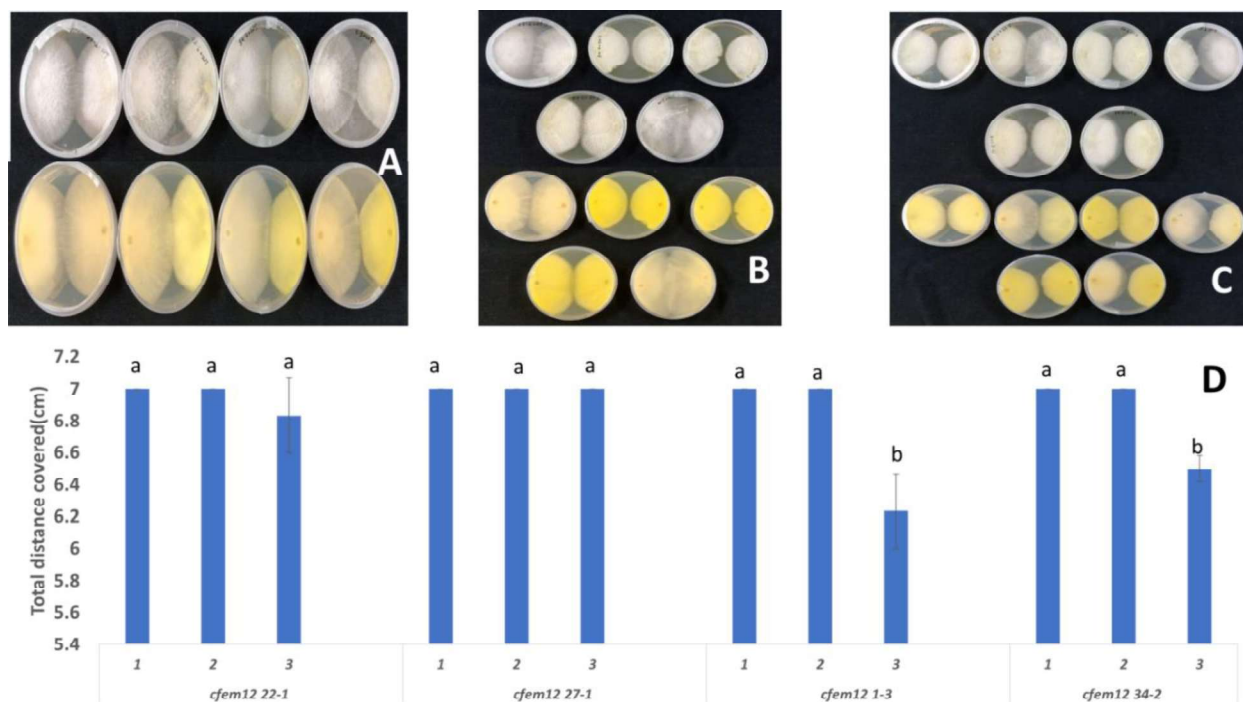 A
B
C
D
Total distance covered(cm)
7.2
7
6.8
6.6
6.4
6.2
6
5.8
5.6
5.4
a a a a a a a a b a a b
1 2 3 1 2 3 1 2 3 1 2 3
cfem12 22-1 cfem12 27-1 cfem12 1-3 cfem12 34-2